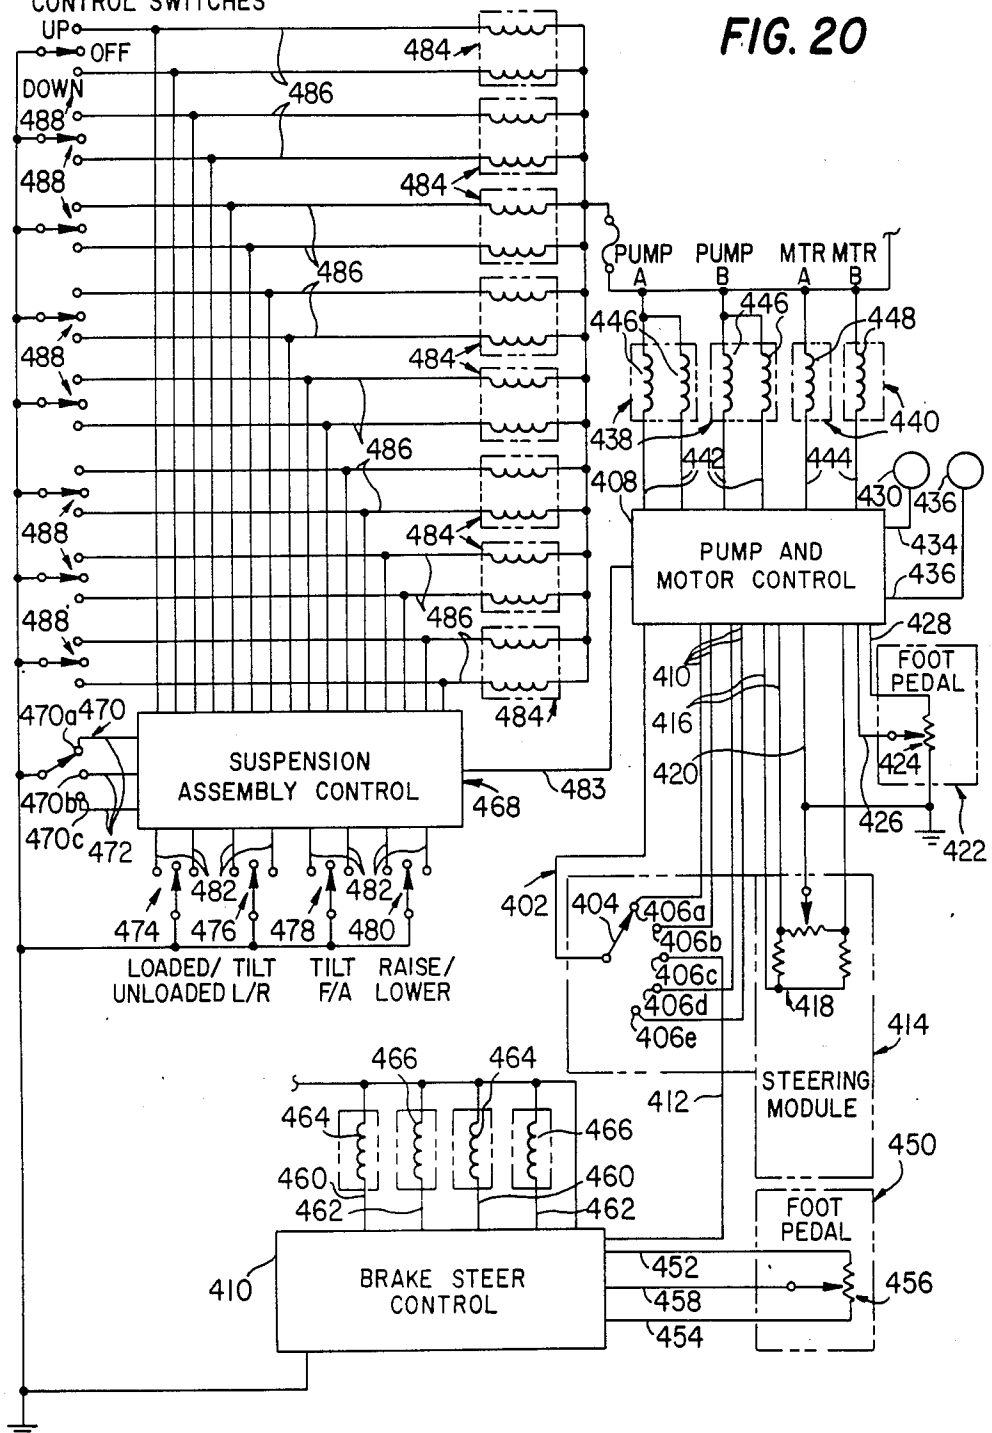 CONTROL SWITCHES
FIG. 20
UP
OFF
484
DOWN
486
488
488
484
486
PUMP A
PUMP B
MTR A
MTR B
446
446
446
448
488
484
438
440
486
442
444
408
430
436
488
484
434
436
PUMP AND
MOTOR CONTROL
488
486
428
410
FOOT
PEDAL
416
484
470a
470
424
420
SUSPENSION
ASSEMBLY CONTROL
468
483
470b
470c
472
426
422
482
482
402
404
406a
474
476
478
480
406b
406c
406d
406e
418
414
LOADED/
UNLOADED
TILT
L/R
TILT
F/A
RAISE/
LOWER
STEERING
MODULE
412
466
464
464
466
450
460
462
460
462
FOOT
PEDAL
410
BRAKE STEER
CONTROL
452
458
454
456